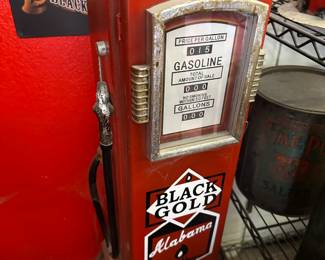 BLACK
PRICE PER GALLON
015
GASOLINE
TOTAL
AMOUNT OF SALE
000
GALLONS
000
BLACK
GOLD
Alabama